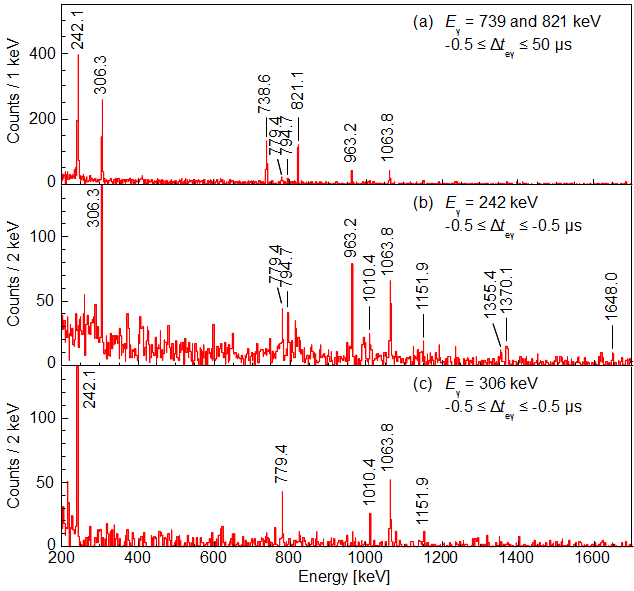 (a) Eγ = 739 and 821 keV
-0.5 ≤ Δteγ ≤ 50 μs
242.1
306.3
738.6
779.4
794.7
821.1
963.2
1063.8
400
200
0
Counts / 1 keV
(b) Eγ = 242 keV
-0.5 ≤ Δteγ ≤ -0.5 μs
306.3
779.4
794.7
963.2
1010.4
1063.8
1151.9
1355.4
1370.1
1648.0
100
50
0
Counts / 2 keV
(c) Eγ = 306 keV
-0.5 ≤ Δteγ ≤ -0.5 μs
242.1
779.4
1010.4
1063.8
1151.9
100
50
0
Counts / 2 keV
200 400 600 800 1000 1200 1400 1600
Energy [keV]